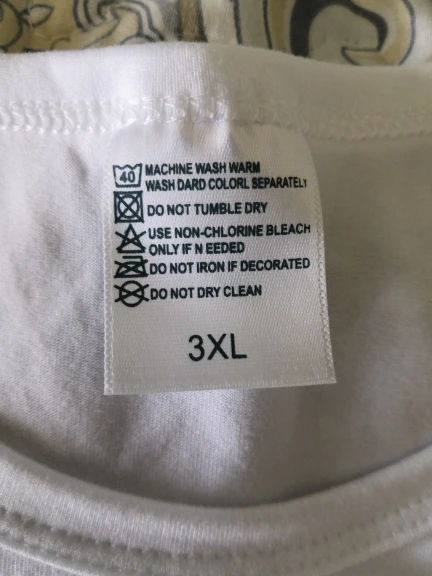 40 MACHINE WASH WARM
WASH DARD COLORL SEPARATELY
DO NOT TUMBLE DRY
USE NON-CHLORINE BLEACH
ONLY IF N EEDED
DO NOT IRON IF DECORATED
DO NOT DRY CLEAN
3XL